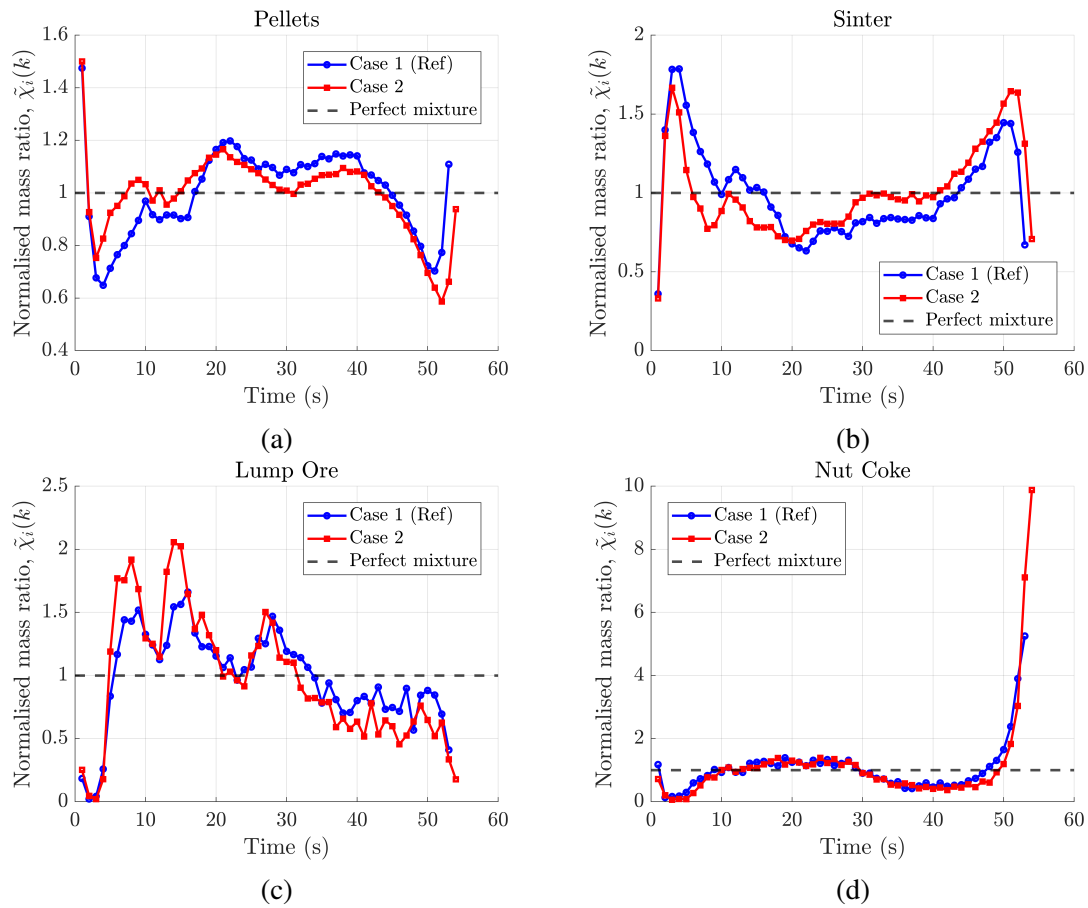 Pellets
Normalised mass ratio, χ̃ᵢ(k)
1.6
1.4
1.2
1
0.8
0.6
0.4
Case 1 (Ref)
Case 2
Perfect mixture
0 10 20 30 40 50 60
Time (s)
(a)
Sinter
Normalised mass ratio, χ̃ᵢ(k)
2
1.5
1
0.5
0
Case 1 (Ref)
Case 2
Perfect mixture
0 10 20 30 40 50 60
Time (s)
(b)
Lump Ore
Normalised mass ratio, χ̃ᵢ(k)
2.5
2
1.5
1
0.5
0
Case 1 (Ref)
Case 2
Perfect mixture
0 10 20 30 40 50 60
Time (s)
(c)
Nut Coke
Normalised mass ratio, χ̃ᵢ(k)
10
8
6
4
2
0
Case 1 (Ref)
Case 2
Perfect mixture
0 10 20 30 40 50 60
Time (s)
(d)